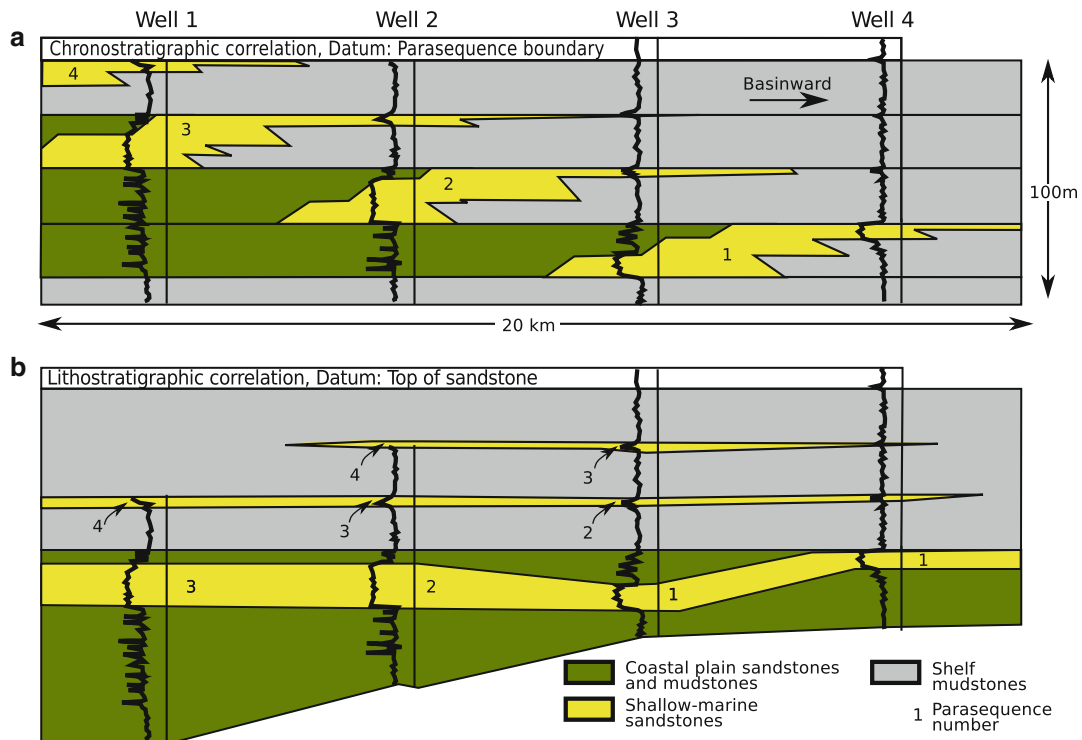 Well 1 Well 2 Well 3 Well 4
a
Chronostratigraphic correlation, Datum: Parasequence boundary
4
Basinward
3
2
100m
1
20 km
b
Lithostratigraphic correlation, Datum: Top of sandstone
4
3
4
3
2
3
2
1
1
Coastal plain sandstones
and mudstones
Shallow-marine
sandstones
Shelf
mudstones
1 Parasequence
number